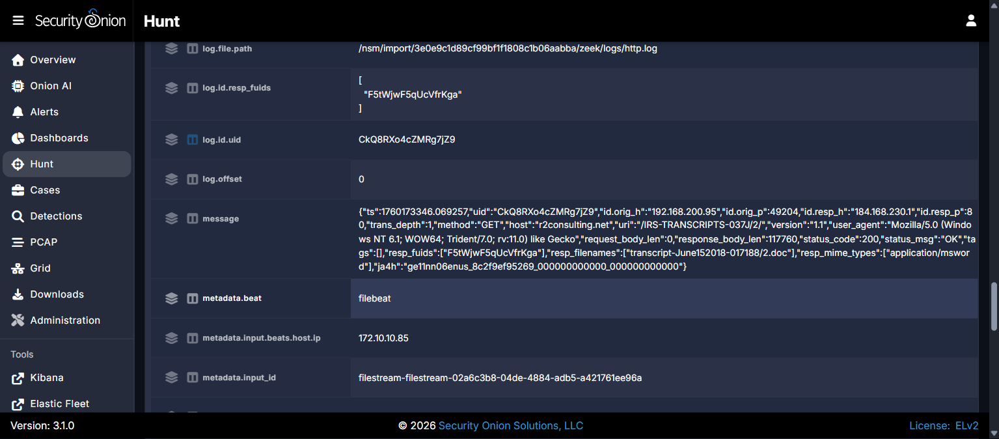 Security Onion
Hunt
Overview
Onion AI
Alerts
Dashboards
Hunt
Cases
Detections
PCAP
Grid
Downloads
Administration
Tools
Kibana
Elastic Fleet
log.file.path
/nsm/import/3e0e9c1d89cf99bf1f1808c1b06aabba/zeek/logs/http.log
log.id.resp_fuids
[
"F5tWjwF5qUcVfrKga"
]
log.id.uid
CkQ8RXo4cZMRg7jZ9
log.offset
0
message
{"ts":1760173346.069257,"uid":"CkQ8RXo4cZMRg7jZ9","id.orig_h":"192.168.200.95","id.orig_p":49204,"id.resp_h":"184.168.230.1","id.resp_p":8
0,"trans_depth":1,"method":"GET","host":"r2consulting.net","uri":"/IRS-TRANSCRIPTS-037J/2/","version":"1.1","user_agent":"Mozilla/5.0 (Windo
ws NT 6.1; WOW64; Trident/7.0; rv:11.0) like Gecko","request_body_len":0,"response_body_len":117760,"status_code":200,"status_msg":"OK","ta
gs":[],"resp_fuids":["F5tWjwF5qUcVfrKga"],"resp_filenames":["transcript-June152018-017188/2.doc"],"resp_mime_types":["application/mswor
d"],"ja4h":"ge11nn06enus_8c2f9ef95269_000000000000_000000000000"}
metadata.beat
filebeat
metadata.input.beats.host.ip
172.10.10.85
metadata.input_id
filestream-filestream-02a6c3b8-04de-4884-adb5-a421761ee96a
Version: 3.1.0
© 2026 Security Onion Solutions, LLC
License: ELv2